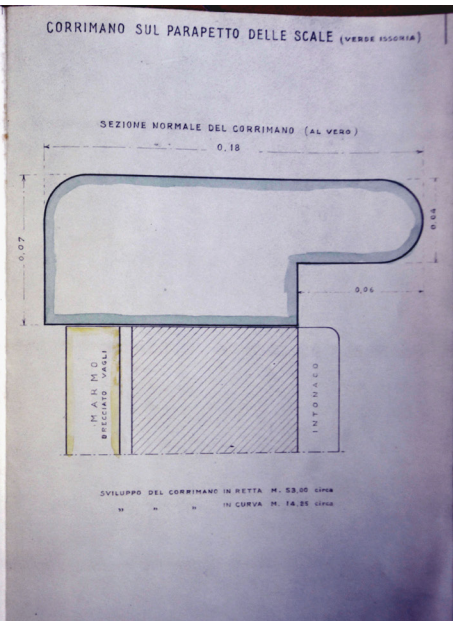 CORRIMANO SUL PARAPETTO DELLE SCALE (VERDE ISSORIA)
SEZIONE NORMALE DEL CORRIMANO (AL VERO)
0,18
0,07
0,04
0,06
MARMO
BRECCIATO VAGLI
INTONACO
SVILUPPO DEL CORRIMANO IN RETTA M. 53,00 circa
" " " IN CURVA M. 14,25 circa